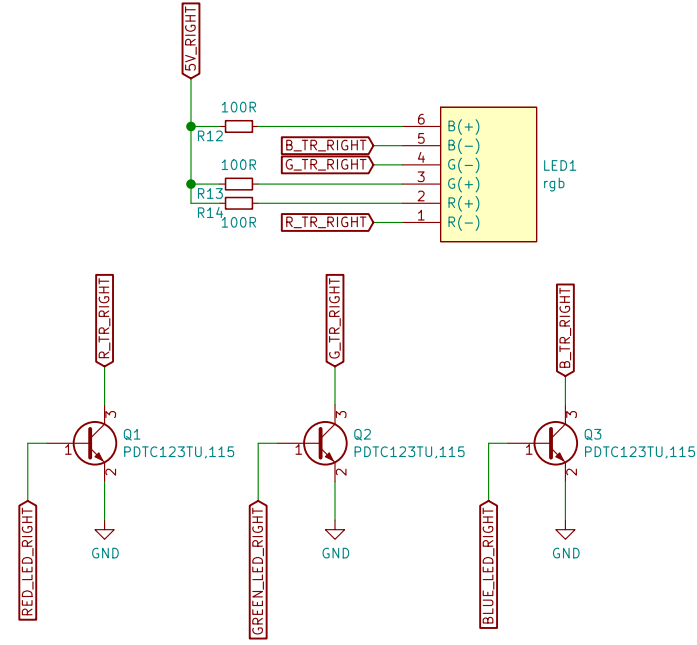 5V_RIGHT
100R
R12
6
B(+)
B_TR_RIGHT
5
B(-)
G_TR_RIGHT
4
G(-)
100R
R13
3
G(+)
R14
100R
2
R(+)
R_TR_RIGHT
1
R(-)
LED1
rgb
R_TR_RIGHT
G_TR_RIGHT
B_TR_RIGHT
3
Q1
1
PDTC123TU,115
2
GND
RED_LED_RIGHT
3
Q2
1
PDTC123TU,115
2
GND
GREEN_LED_RIGHT
3
Q3
1
PDTC123TU,115
2
GND
BLUE_LED_RIGHT